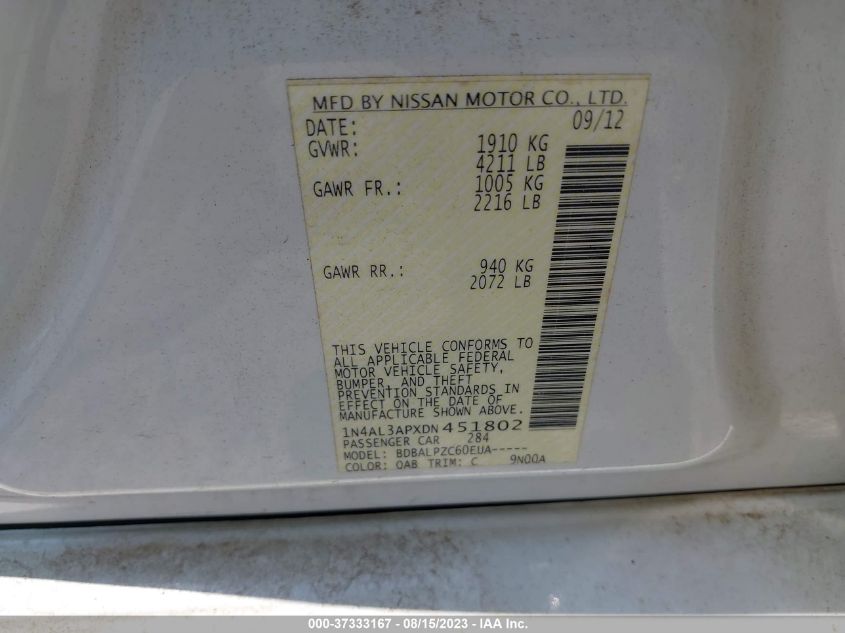 MFD BY NISSAN MOTOR CO., LTD.
DATE: 09/12
GVWR: 1910 KG
4211 LB
GAWR FR.: 1005 KG
2216 LB
GAWR RR.: 940 KG
2072 LB
THIS VEHICLE CONFORMS TO
ALL APPLICABLE FEDERAL
MOTOR VEHICLE SAFETY,
BUMPER, AND THEFT
PREVENTION STANDARDS IN
EFFECT ON THE DATE OF
MANUFACTURE SHOWN ABOVE.
1N4AL3APXDN451802
PASSENGER CAR 284
MODEL: BDBALPZC60EUA-----
COLOR: QAB TRIM: C 9N00A
000-37333167 - 08/15/2023 - IAA Inc.